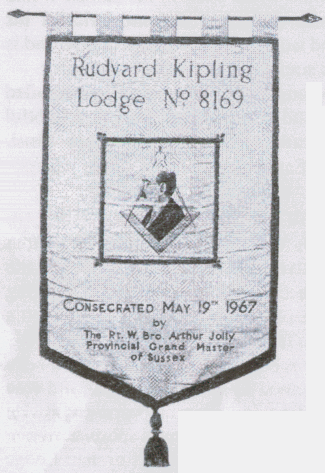 Rudyard Kipling
Lodge No 8169
CONSECRATED MAY 19TH 1967
by
The Rt. W. Bro. Arthur Jolly
Provincial Grand Master
of Sussex